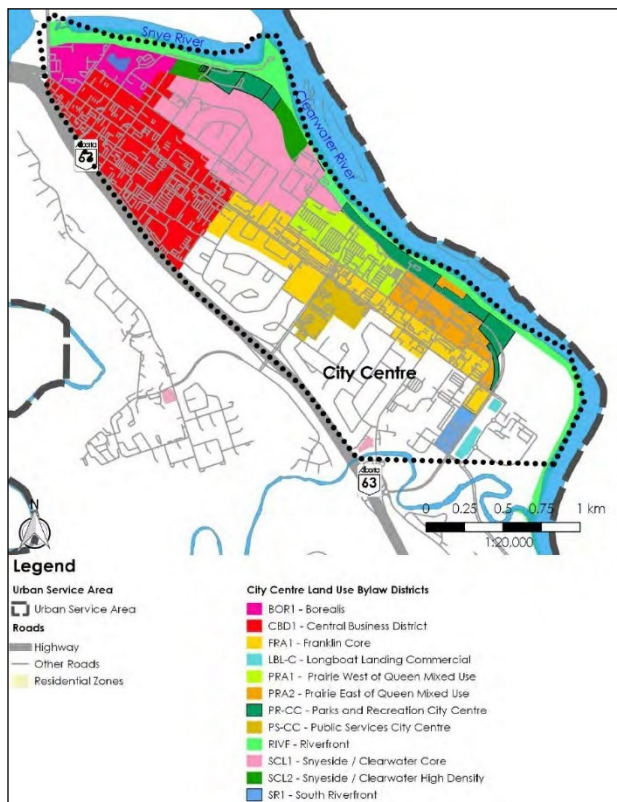 Snye River
Clearwater River
Alberta
63
City Centre
Alberta
63
N
0 0.25 0.5 0.75 1 km
1:20,000
Legend
Urban Service Area
Urban Service Area
Roads
Highway
Other Roads
Residential Zones
City Centre Land Use Bylaw Districts
BOR1 - Borealis
CBD1 - Central Business District
FRA1 - Franklin Core
LBL-C - Longboat Landing Commercial
PRA1 - Prairie West of Queen Mixed Use
PRA2 - Prairie East of Queen Mixed Use
PR-CC - Parks and Recreation City Centre
PS-CC - Public Services City Centre
RIVF - Riverfront
SCL1 - Snyeside / Clearwater Core
SCL2 - Snyeside / Clearwater High Density
SR1 - South Riverfront